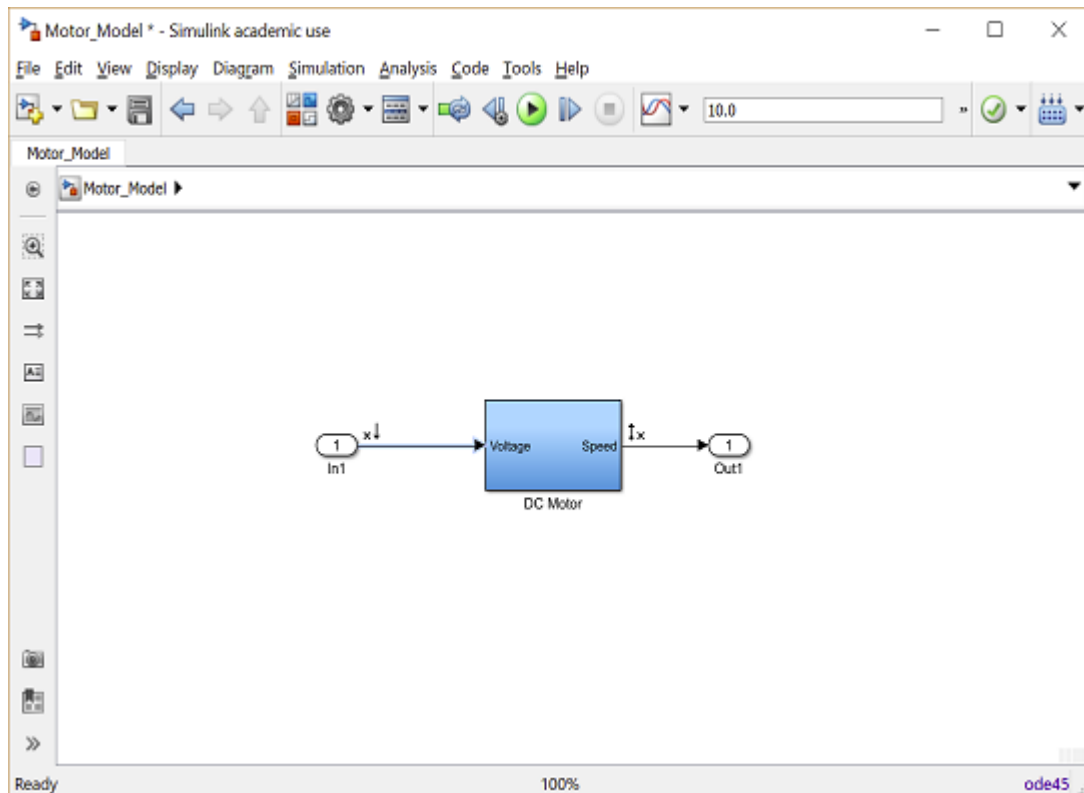 Motor_Model * - Simulink academic use
File Edit View Display Diagram Simulation Analysis Code Tools Help
10.0 »
Motor_Model
Motor_Model
x
x
1 Voltage Speed 1
In1 Out1
DC Motor
Ready 100% ode45